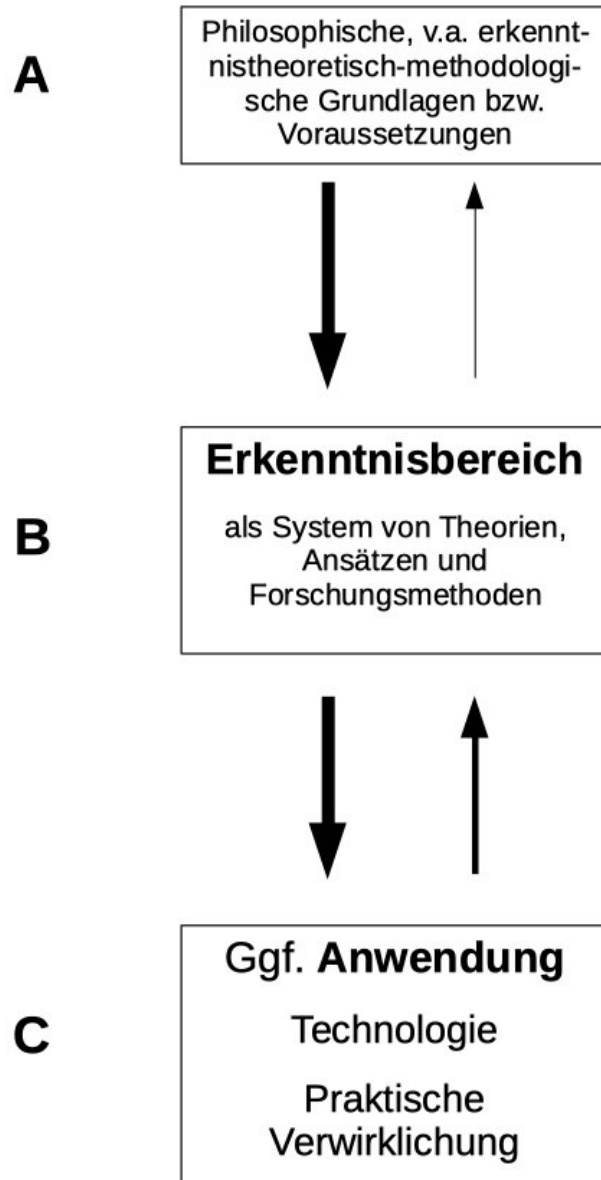 A
Philosophische, v.a. erkennt-
nistheoretisch-methodologi-
sche Grundlagen bzw.
Voraussetzungen
B
Erkenntnisbereich
als System von Theorien,
Ansätzen und
Forschungsmethoden
C
Ggf. Anwendung
Technologie
Praktische
Verwirklichung